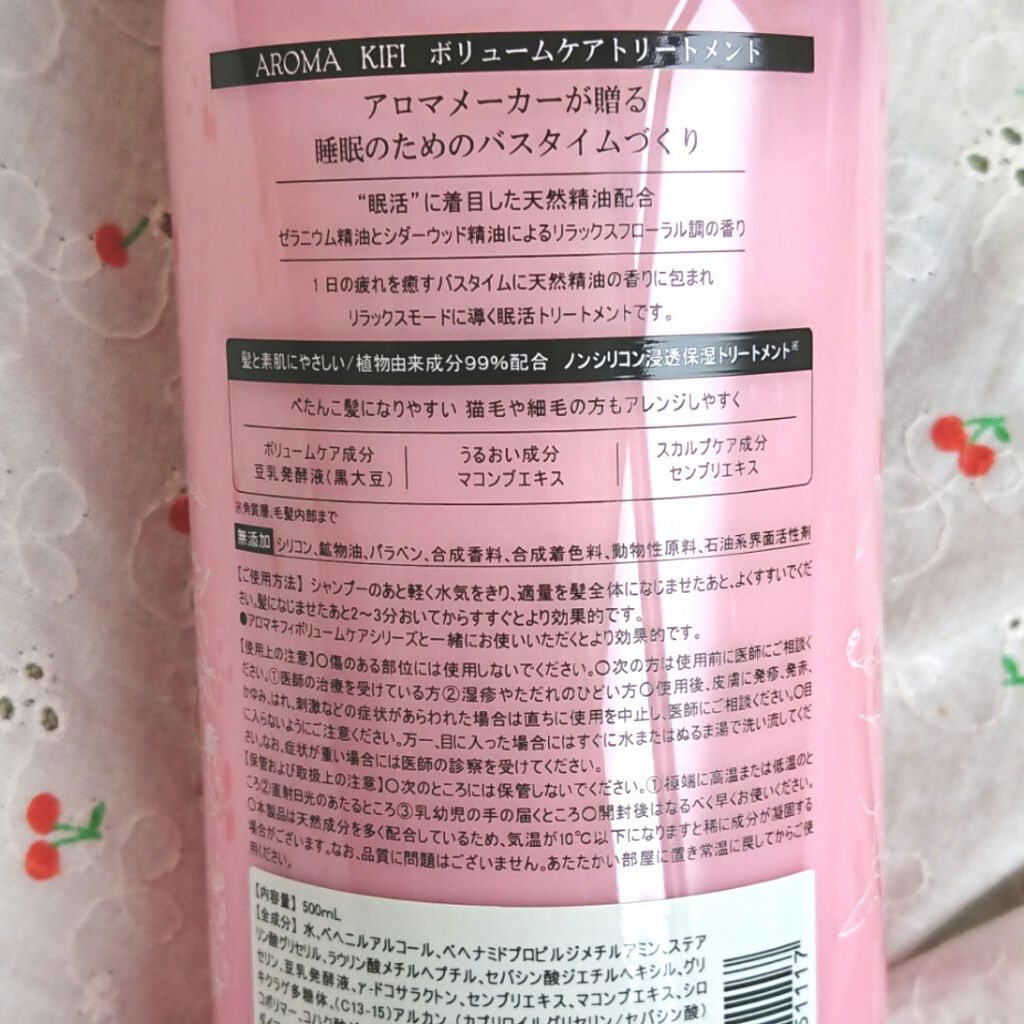 AROMA KIFI ボリュームケアトリートメント
アロマメーカーが贈る
睡眠のためのバスタイムづくり
“眠活”に着目した天然精油配合
ゼラニウム精油とシダーウッド精油によるリラックスフローラル調の香り
1日の疲れを癒すバスタイムに天然精油の香りに包まれ
リラックスモードに導く眠活トリートメントです。
髪と素肌にやさしい/植物由来成分99%配合 ノンシリコン浸透保湿トリートメント※
ぺたんこ髪になりやすい 猫毛や細毛の方もアレンジしやすく
ボリュームケア成分 うるおい成分 スカルプケア成分
豆乳発酵液(黒大豆) マコンブエキス センブリエキス
※角質層、毛髪内部まで
無添加 シリコン、鉱物油、パラベン、合成香料、合成着色料、動物性原料、石油系界面活性剤
【ご使用方法】シャンプーのあと軽く水気をきり、適量を髪全体になじませたあと、よくすすいでくだ
さい。髪になじませたあと2〜3分おいてからすすぐとより効果的です。
●アロマキフィボリュームケアシリーズと一緒にお使いいただくとより効果的です。
【使用上の注意】○傷のある部位には使用しないでください。○次の方は使用前に医師にご相談く
ださい。①医師の治療を受けている方②湿疹やただれのひどい方○使用後、皮膚に発疹、発赤、
かゆみ、はれ、刺激などの症状があらわれた場合は直ちに使用を中止し、医師にご相談ください。○目
に入らないようにご注意ください。万一、目に入った場合にはすぐに水またはぬるま湯で洗い流してくだ
さい。なお、症状が重い場合には医師の診察を受けてください。
【保管および取扱上の注意】○次のところには保管しないでください。①極端に高温または低温のと
ころ②直射日光のあたるところ③乳幼児の手の届くところ○開封後はなるべく早くお使いください。
○本製品は天然成分を多く配合しているため、気温が10℃以下になりますと稀に成分が凝固する
場合がございます。なお、品質に問題はございません。あたたかい部屋に置き常温に戻してからご使
用ください。
【内容量】500mL
【全成分】水、ベヘニルアルコール、ベヘナミドプロピルジメチルアミン、ステア
リン酸グリセリル、ラウリン酸メチルヘプチル、セバシン酸ジエチルヘキシル、グリ
セリン、豆乳発酵液、γ-ドコサラクトン、センブリエキス、マコンブエキス、シロ
キクラゲ多糖体、(C13-15)アルカン、(カプリロイルグリセリン/セバシン酸)
コポリマー、コハク酸
51117